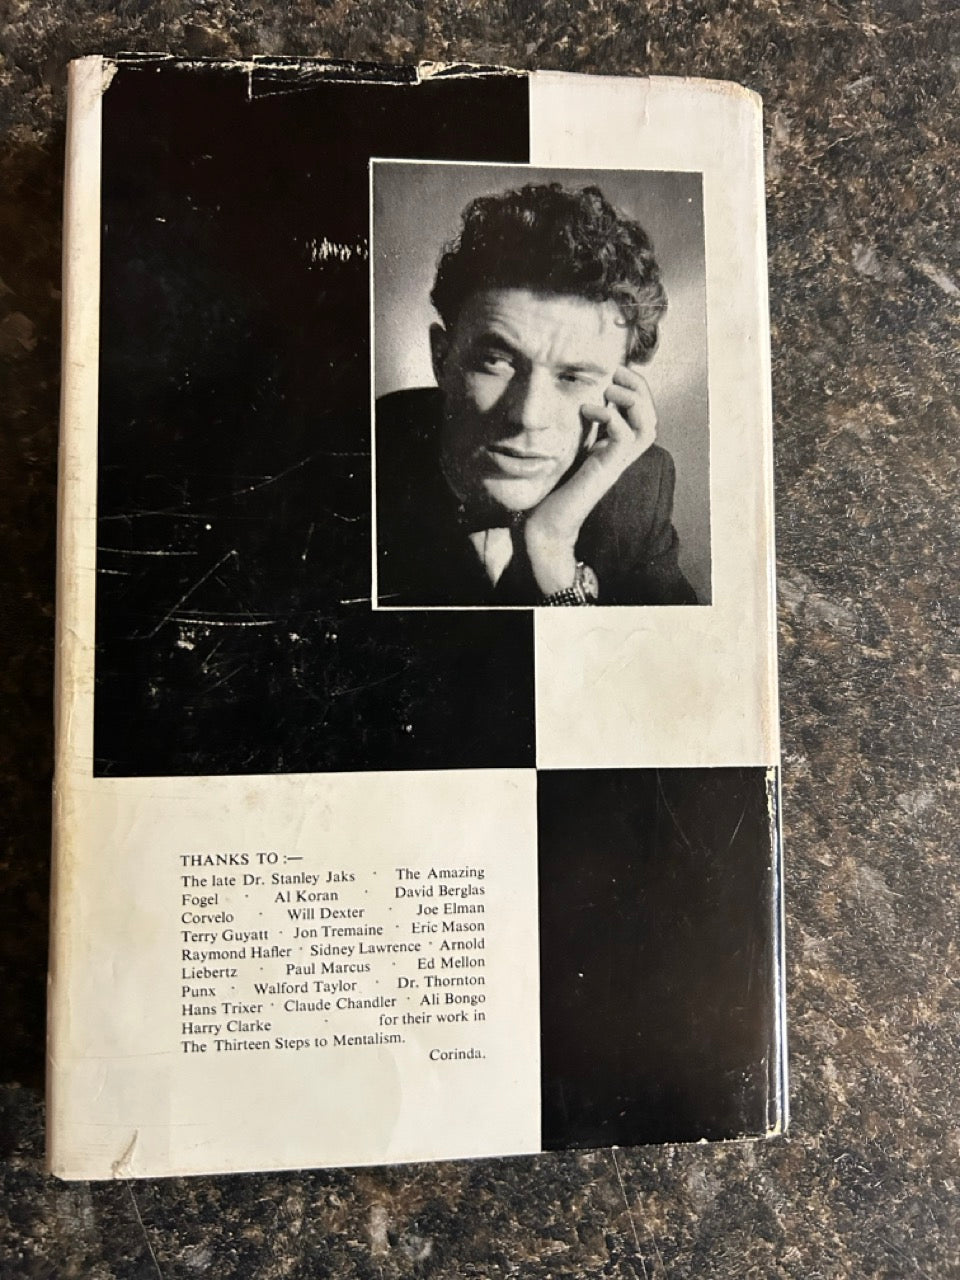 THANKS TO :—
The late Dr. Stanley Jaks · The Amazing
Fogel · Al Koran · David Berglas
Corvelo · Will Dexter · Joe Elman
Terry Guyatt · Jon Tremaine · Eric Mason
Raymond Hafler · Sidney Lawrence · Arnold
Liebertz · Paul Marcus · Ed Mellon
Punx · Walford Taylor · Dr. Thornton
Hans Trixer · Claude Chandler · Ali Bongo
Harry Clarke · for their work in
The Thirteen Steps to Mentalism.
Corinda.